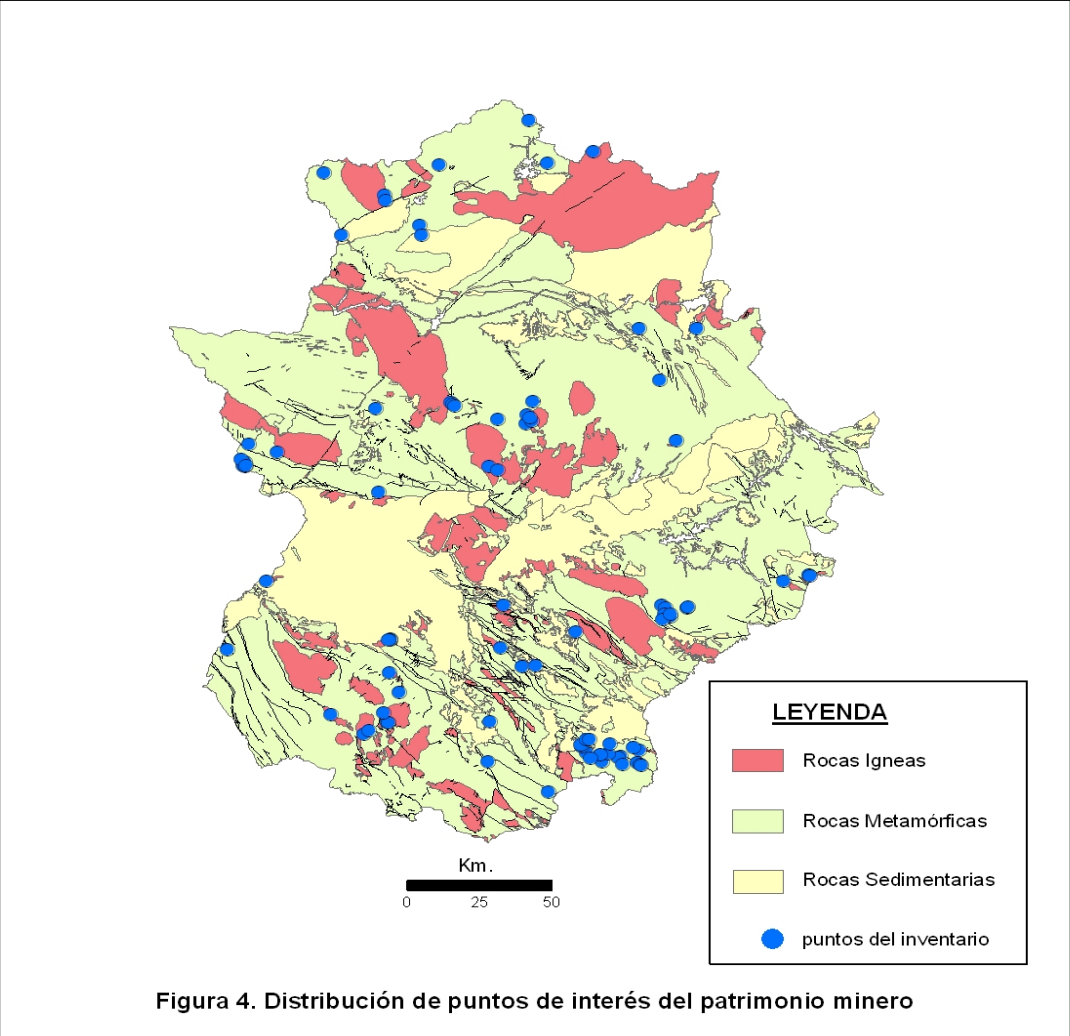 LEYENDA
Rocas Igneas
Rocas Metamórficas
Rocas Sedimentarias
puntos del inventario
Km.
0 25 50
Figura 4. Distribución de puntos de interés del patrimonio minero